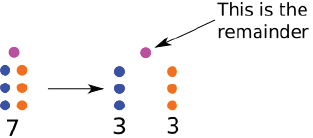 This is the
remainder
7 3 3